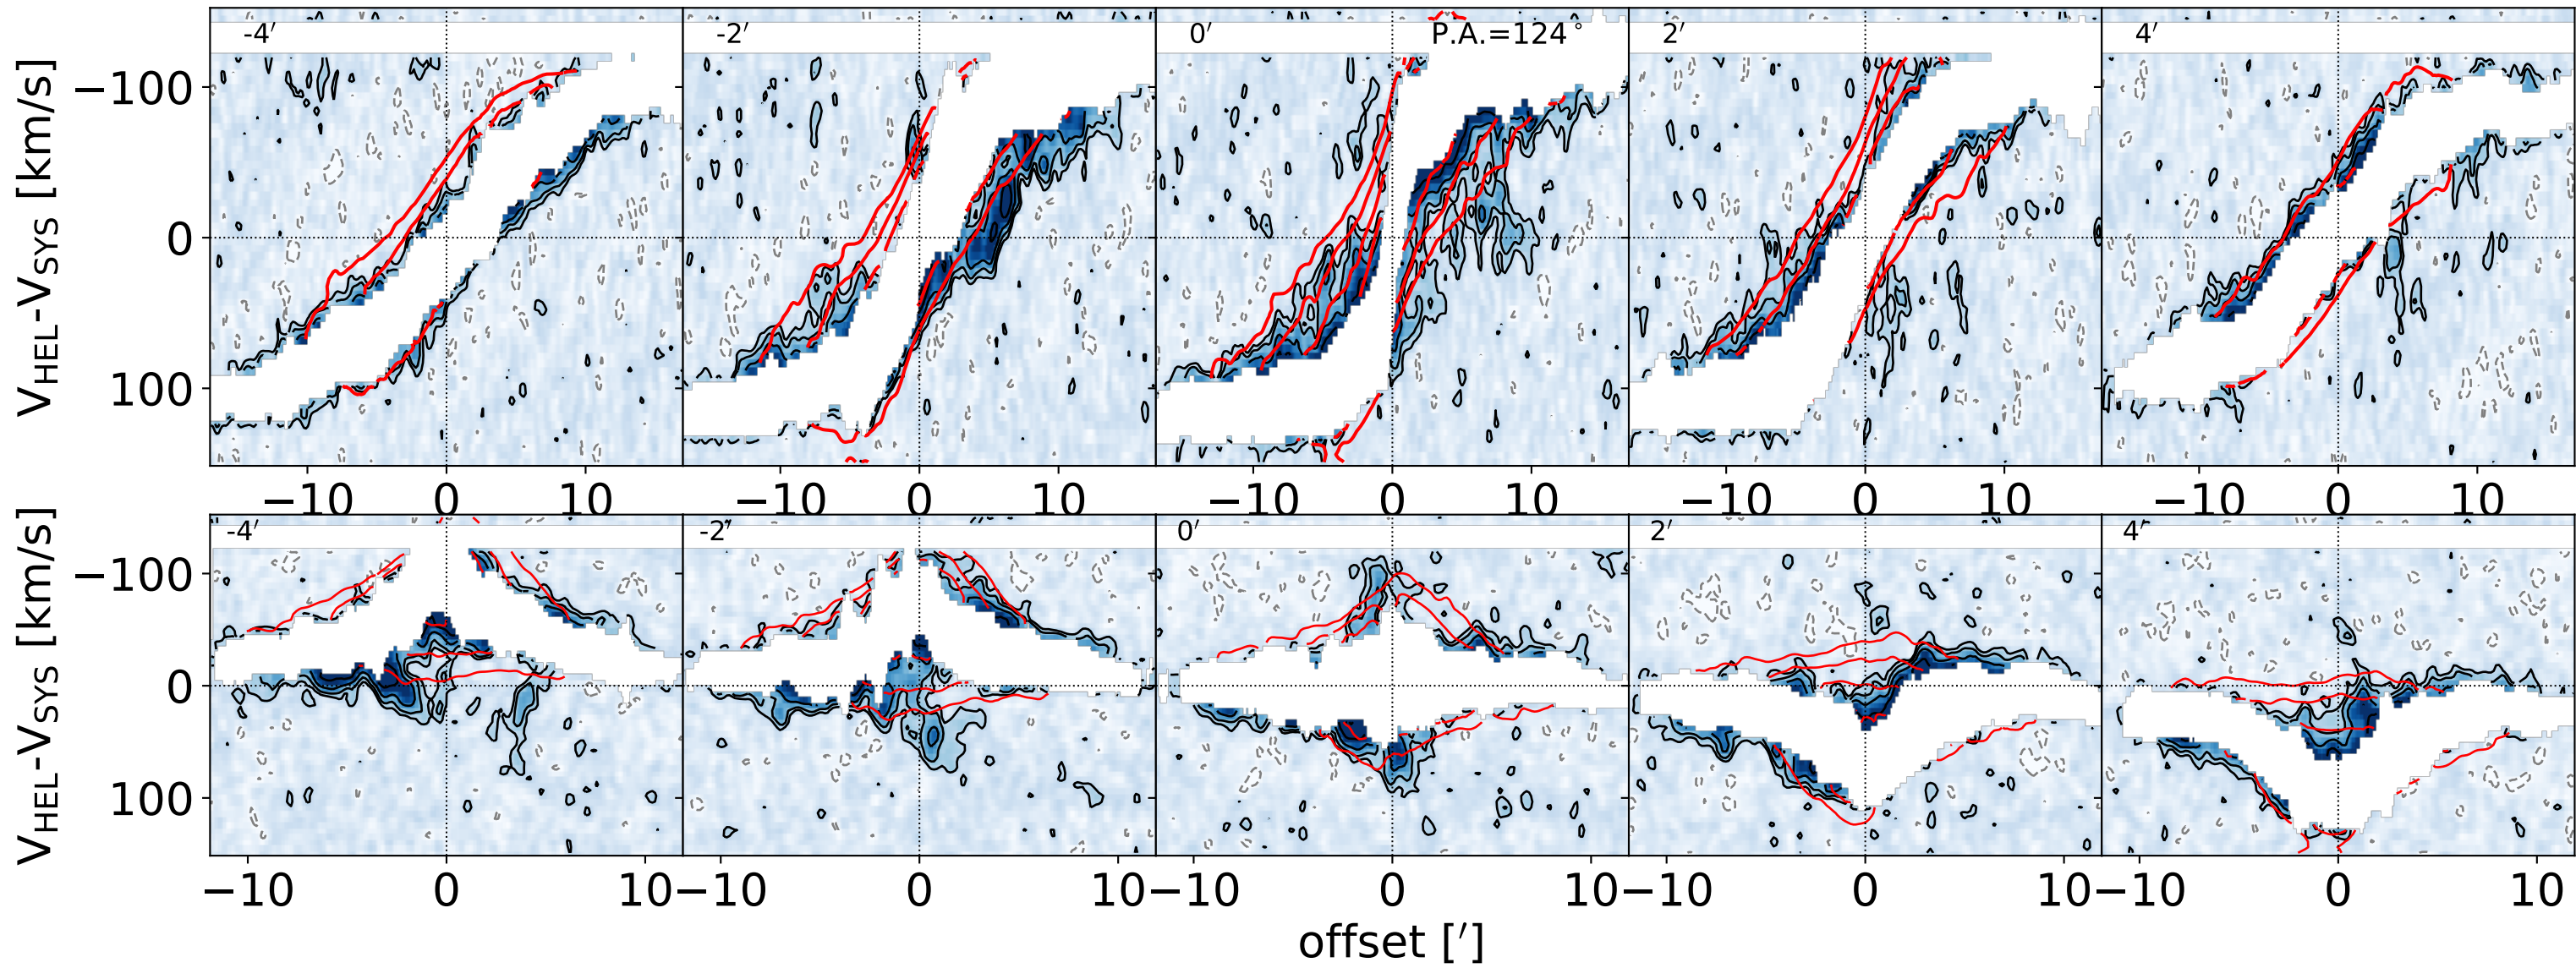 -4′ -2′ 0′ P.A.=124° 2′ 4′
V_HEL-V_SYS [km/s]
−100
0
100
−10 0 10 −10 0 10 −10 0 10 −10 0 10 −10 0 10
-4′ -2′ 0′ 2′ 4′
V_HEL-V_SYS [km/s]
−100
0
100
−10 0 10 −10 0 10 −10 0 10 −10 0 10 −10 0 10
offset [′]